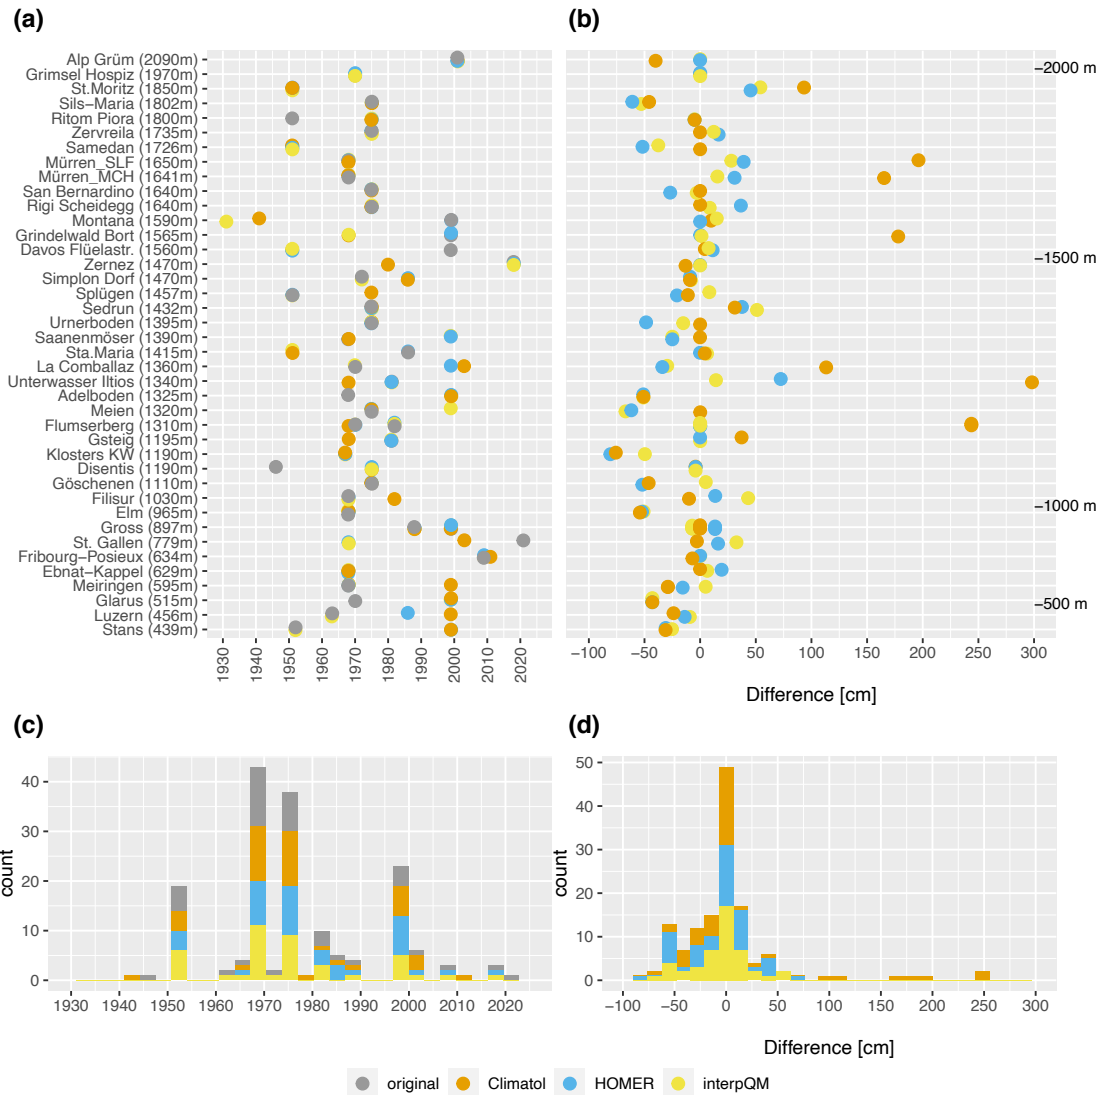 (a)
(b)
Alp Grüm (2090m)
Grimsel Hospiz (1970m)
St.Moritz (1850m)
Sils−Maria (1802m)
Ritom Piora (1800m)
Zervreila (1735m)
Samedan (1726m)
Mürren_SLF (1650m)
Mürren_MCH (1641m)
San Bernardino (1640m)
Rigi Scheidegg (1640m)
Montana (1590m)
Grindelwald Bort (1565m)
Davos Flüelastr. (1560m)
Zernez (1470m)
Simplon Dorf (1470m)
Splügen (1457m)
Sedrun (1432m)
Urnerboden (1395m)
Saanenmöser (1390m)
Sta.Maria (1415m)
La Comballaz (1360m)
Unterwasser Iltios (1340m)
Adelboden (1325m)
Meien (1320m)
Flumserberg (1310m)
Gsteig (1195m)
Klosters KW (1190m)
Disentis (1190m)
Göschenen (1110m)
Filisur (1030m)
Elm (965m)
Gross (897m)
St. Gallen (779m)
Fribourg−Posieux (634m)
Ebnat−Kappel (629m)
Meiringen (595m)
Glarus (515m)
Luzern (456m)
Stans (439m)
1930 1940 1950 1960 1970 1980 1990 2000 2010 2020
−2000 m
−1500 m
−1000 m
−500 m
−100 −50 0 50 100 150 200 250 300
Difference [cm]
(c)
(d)
count
40
30
20
10
0
1930 1940 1950 1960 1970 1980 1990 2000 2010 2020
count
50
40
30
20
10
0
−100 −50 0 50 100 150 200 250 300
Difference [cm]
original Climatol HOMER interpQM